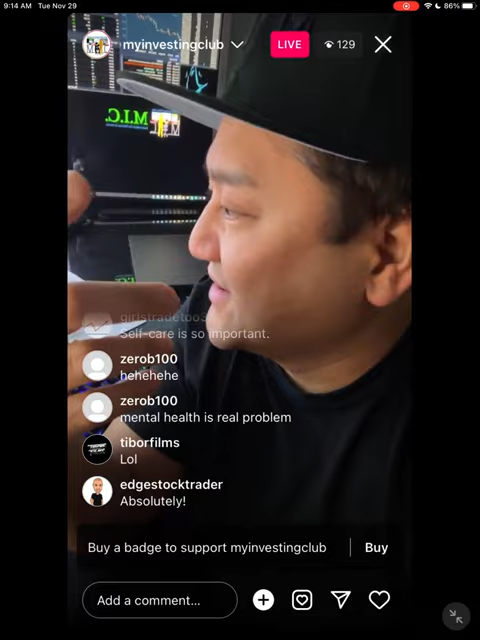 9:14 AM Tue Nov 29
86%
myinvestingclub
LIVE
129
M.I.C.
girlstradetoo
Self-care is so important.
zerob100
hehehehe
zerob100
mental health is real problem
tiborfilms
Lol
edgestocktrader
Absolutely!
Buy a badge to support myinvestingclub
Buy
Add a comment...